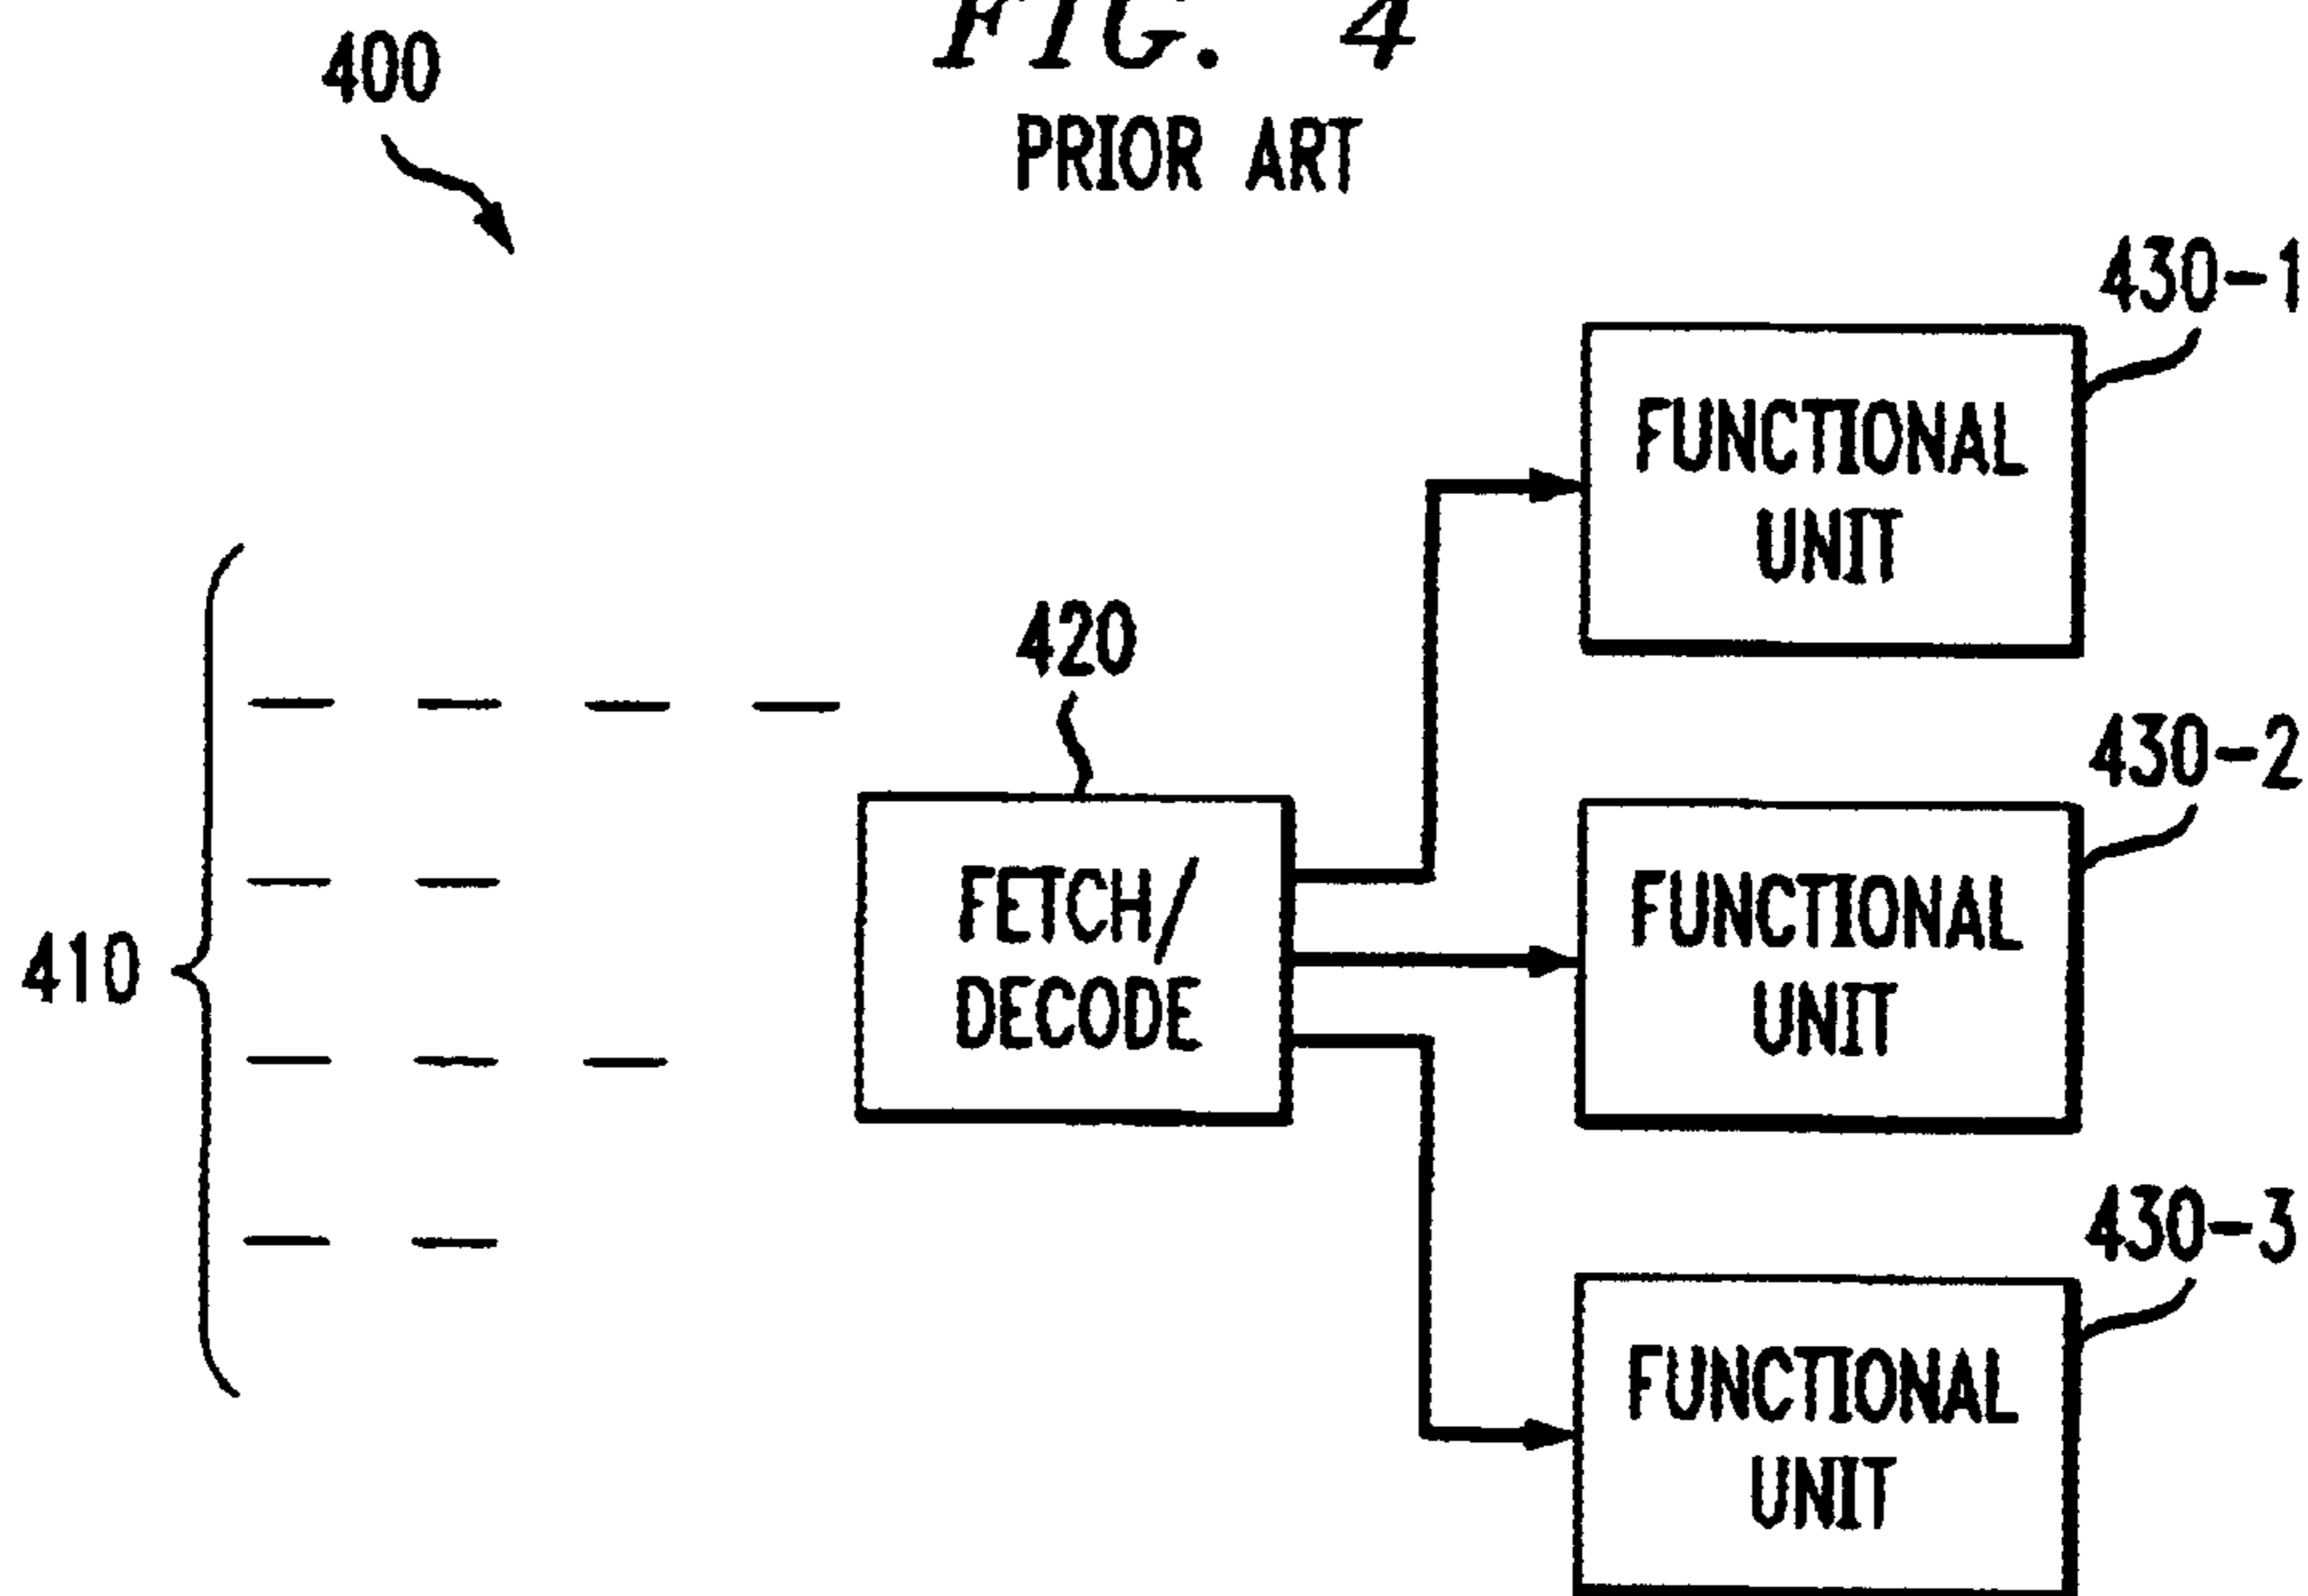 FIG. 4
PRIOR ART
400
430-1
FUNCTIONAL
UNIT
420
430-2
FETCH/
DECODE
FUNCTIONAL
UNIT
410
430-3
FUNCTIONAL
UNIT